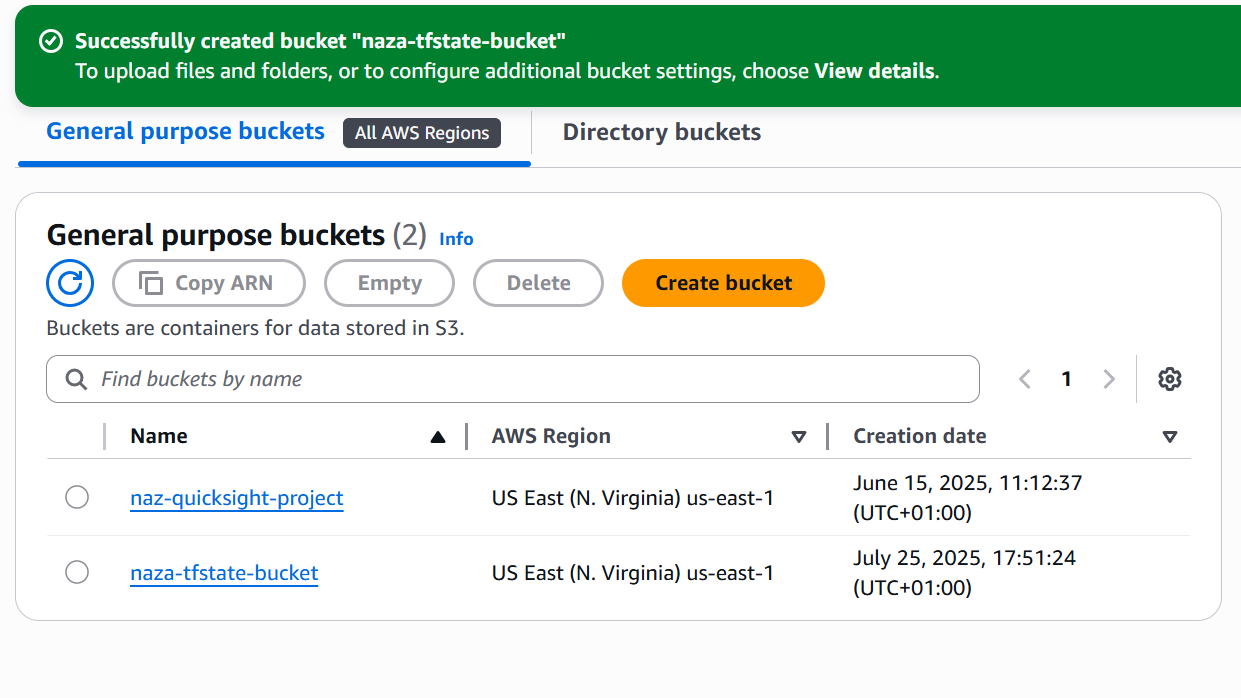 Successfully created bucket "naza-tfstate-bucket"
To upload files and folders, or to configure additional bucket settings, choose View details.
General purpose buckets All AWS Regions Directory buckets
General purpose buckets (2) Info
Copy ARN Empty Delete Create bucket
Buckets are containers for data stored in S3.
Find buckets by name 1
Name AWS Region Creation date
naz-quicksight-project US East (N. Virginia) us-east-1 June 15, 2025, 11:12:37
(UTC+01:00)
naza-tfstate-bucket US East (N. Virginia) us-east-1 July 25, 2025, 17:51:24
(UTC+01:00)